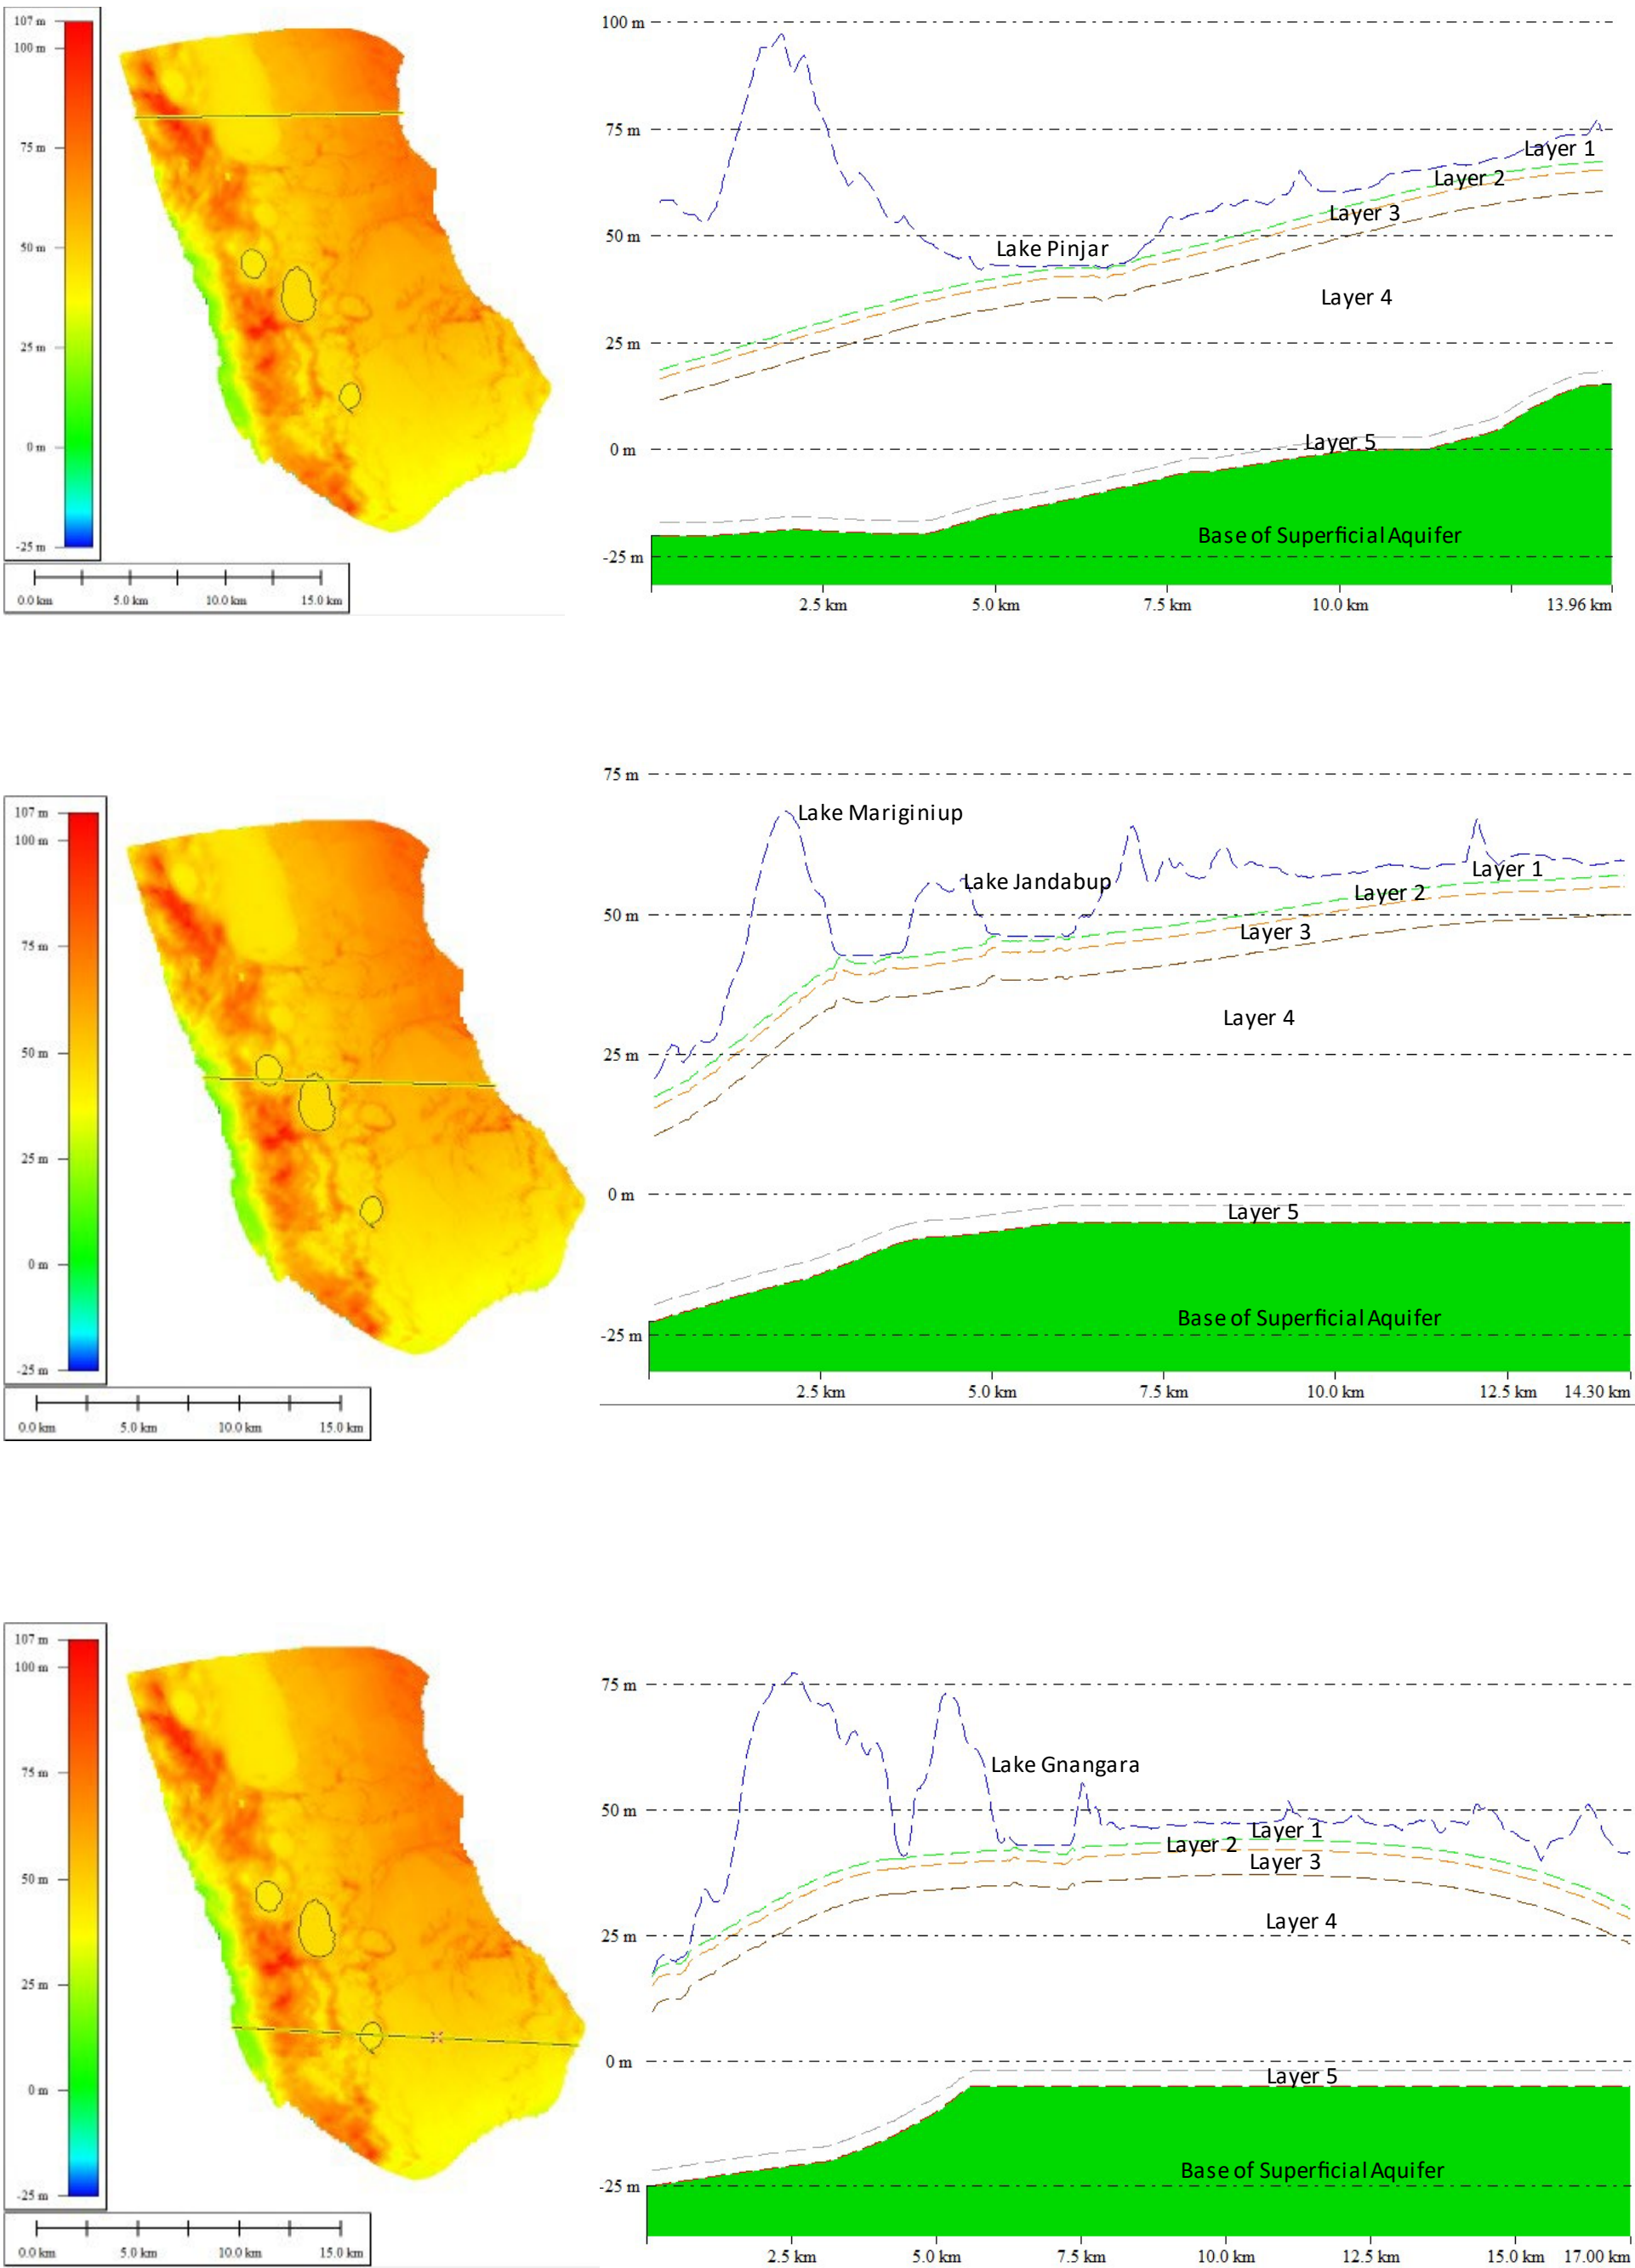 107 m
100 m
75 m
50 m
25 m
0 m
-25 m
0.0 km 5.0 km 10.0 km 15.0 km
100 m
75 m
50 m
25 m
0 m
-25 m
Lake Pinjar
Layer 1
Layer 2
Layer 3
Layer 4
Layer 5
Base of Superficial Aquifer
2.5 km 5.0 km 7.5 km 10.0 km 13.96 km
107 m
100 m
75 m
50 m
25 m
0 m
-25 m
0.0 km 5.0 km 10.0 km 15.0 km
75 m
50 m
25 m
0 m
-25 m
Lake Mariginiup
Lake Jandabup
Layer 1
Layer 2
Layer 3
Layer 4
Layer 5
Base of Superficial Aquifer
2.5 km 5.0 km 7.5 km 10.0 km 12.5 km 14.30 km
107 m
100 m
75 m
50 m
25 m
0 m
-25 m
0.0 km 5.0 km 10.0 km 15.0 km
75 m
50 m
25 m
0 m
-25 m
Lake Gnangara
Layer 1
Layer 2
Layer 3
Layer 4
Layer 5
Base of Superficial Aquifer
2.5 km 5.0 km 7.5 km 10.0 km 12.5 km 15.0 km 17.00 km